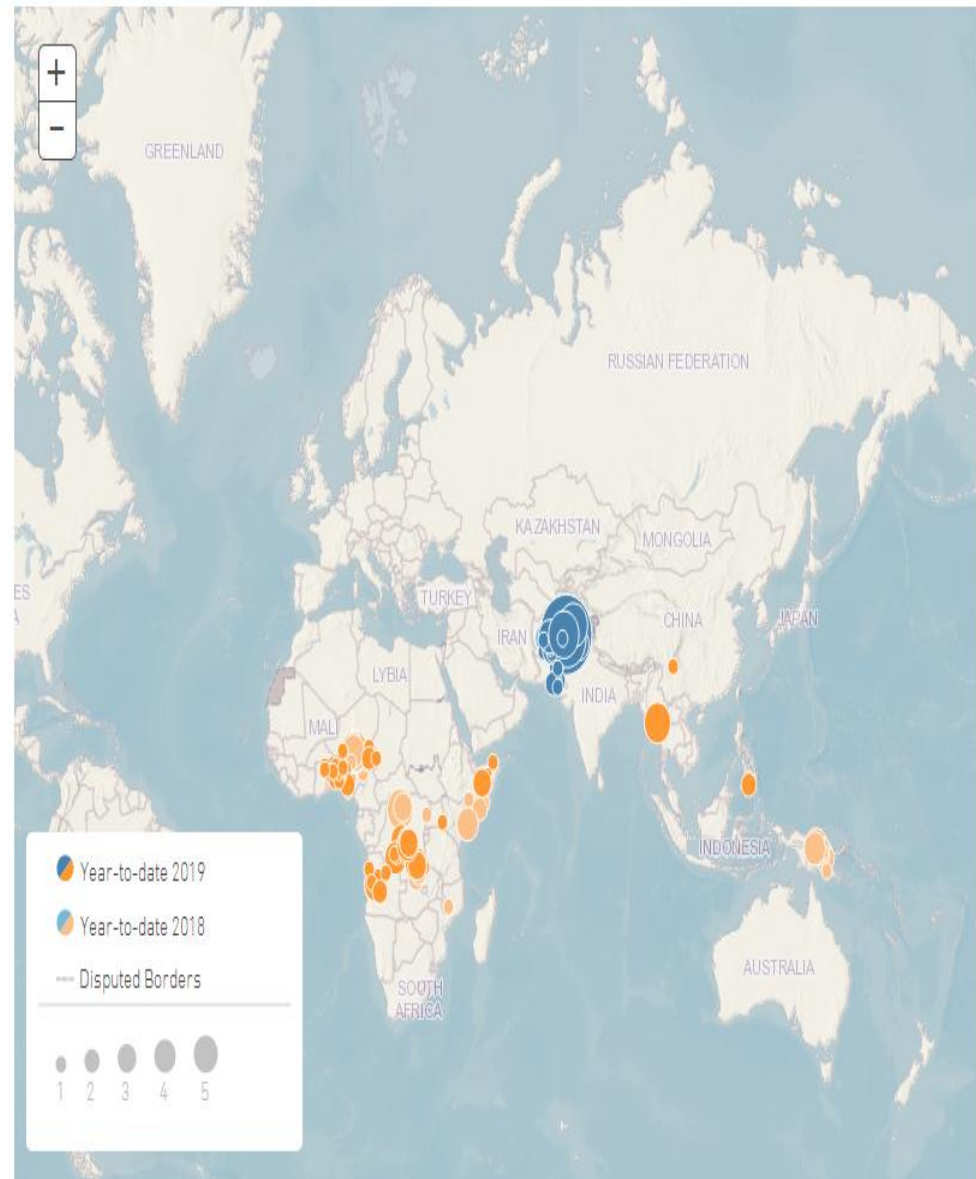 +
−
GREENLAND
RUSSIAN FEDERATION
KAZAKHSTAN
MONGOLIA
ES
A
TURKEY
IRAN
CHINA
JAPAN
LYBIA
INDIA
MALI
INDONESIA
AUSTRALIA
SOUTH
AFRICA
Year-to-date 2019
Year-to-date 2018
Disputed Borders
1 2 3 4 5